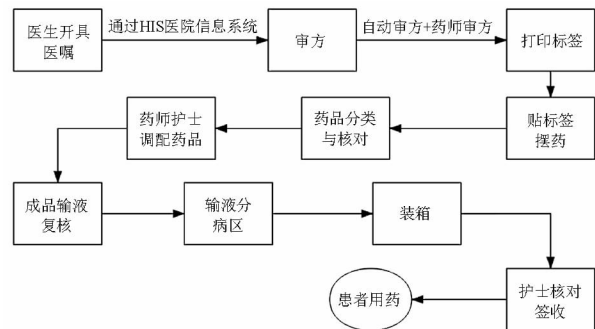 医生开具
医嘱
通过HIS医院信息系统
审方
自动审方+药师审方
打印标签
贴标签
摆药
药品分类
与核对
药师护士
调配药品
成品输液
复核
输液分
病区
装箱
护士核对
签收
患者用药